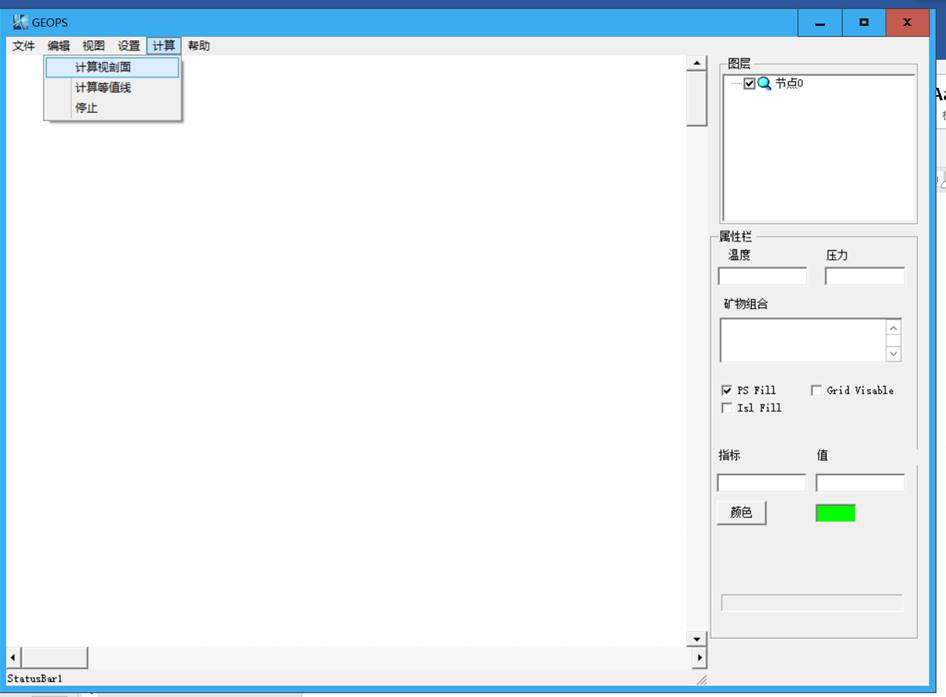 GEOPS
文件 编辑 视图 设置 计算 帮助
计算视剖面
计算等值线
停止
图层
节点0
属性栏
温度 压力
矿物组合
PS Fill Grid Visable
Isl Fill
指标 值
颜色
StatusBar1